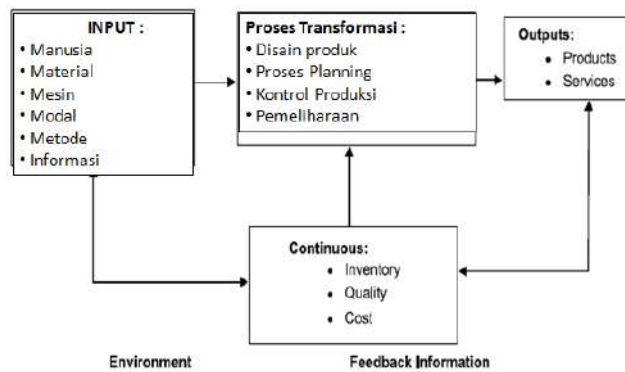 INPUT :
• Manusia
• Material
• Mesin
• Modal
• Metode
• Informasi
Proses Transformasi :
• Disain produk
• Proses Planning
• Kontrol Produksi
• Pemeliharaan
Outputs:
• Products
• Services
Continuous:
• Inventory
• Quality
• Cost
Environment
Feedback Information